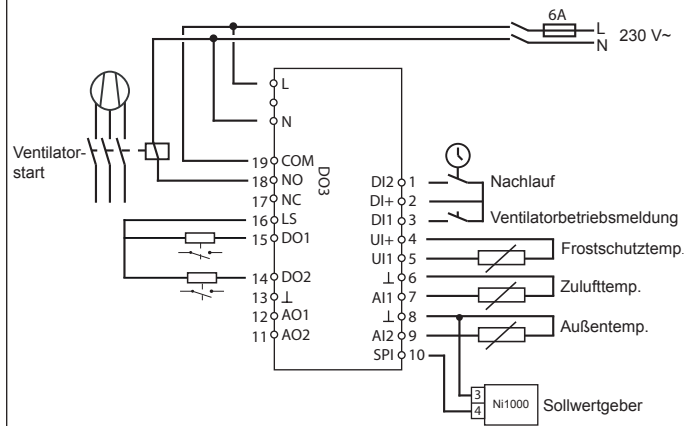 6A
L
N
230 V~
L
N
Ventilator-
start
19 COM
18 NO
17 NC
16 LS
15 DO1
14 DO2
13 ⊥
12 AO1
11 AO2
DO3
DI2 1
DI+ 2
DI1 3
UI+ 4
UI1 5
⊥ 6
AI1 7
⊥ 8
AI2 9
SPI 10
Nachlauf
Ventilatorbetriebsmeldung
Frostschutztemp.
Zulufttemp.
Außentemp.
3
4
Ni1000
Sollwertgeber